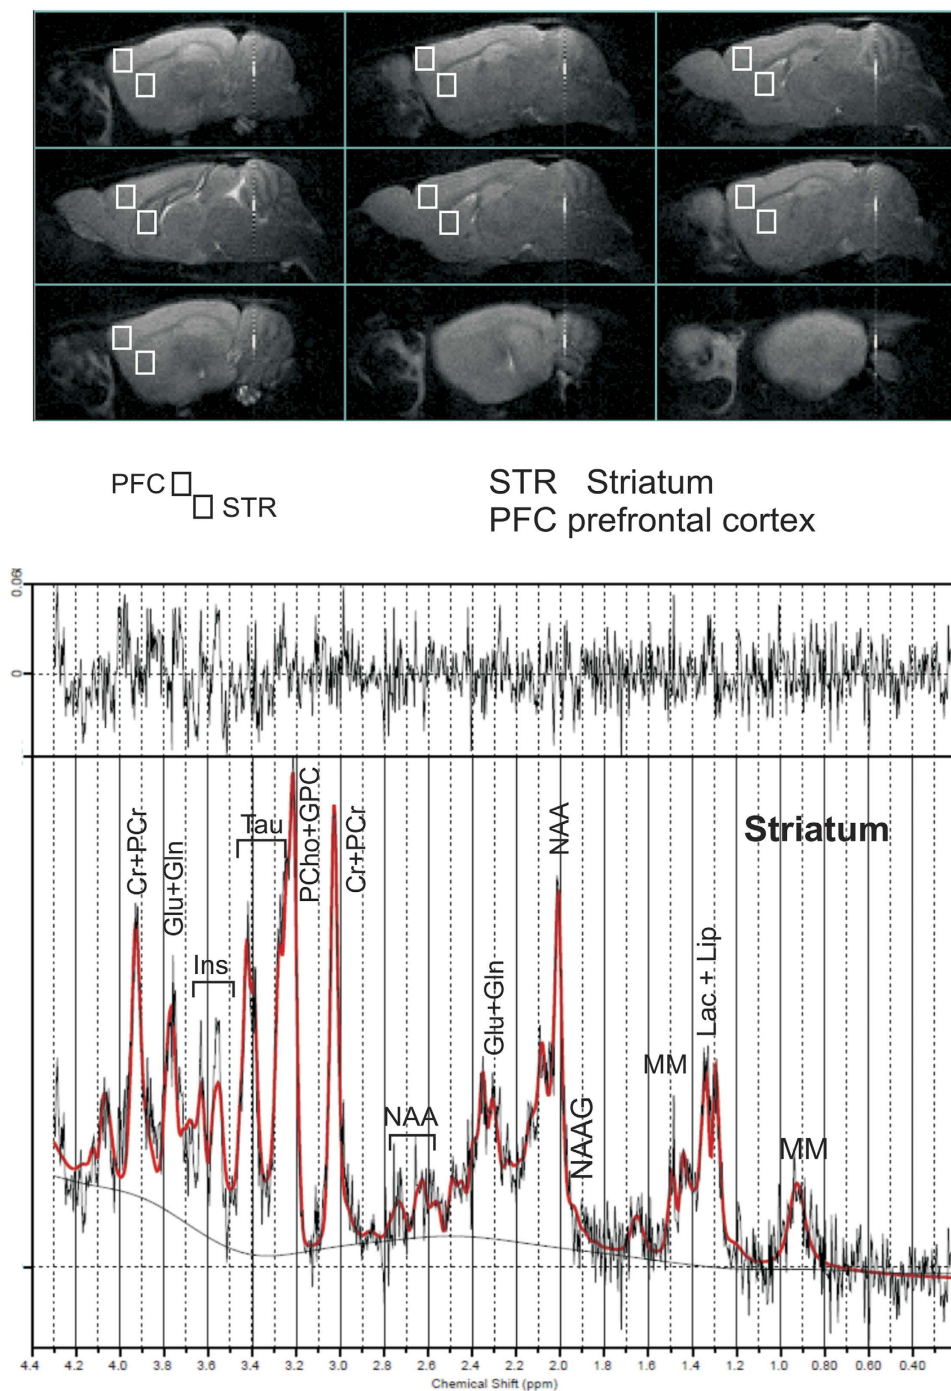 PFC
STR
STR Striatum
PFC prefrontal cortex
0
Cr+PCr
Glu+Gln
Ins
Tau
PCho+GPC
Cr+PCr
NAA
Glu+Gln
NAA
NAAG
MM
Lac. + Lip.
MM
Striatum
4.4 4.2 4.0 3.8 3.6 3.4 3.2 3.0 2.8 2.6 2.4 2.2 2.0 1.8 1.6 1.4 1.2 1.0 0.80 0.60 0.40
Chemical Shift (ppm)